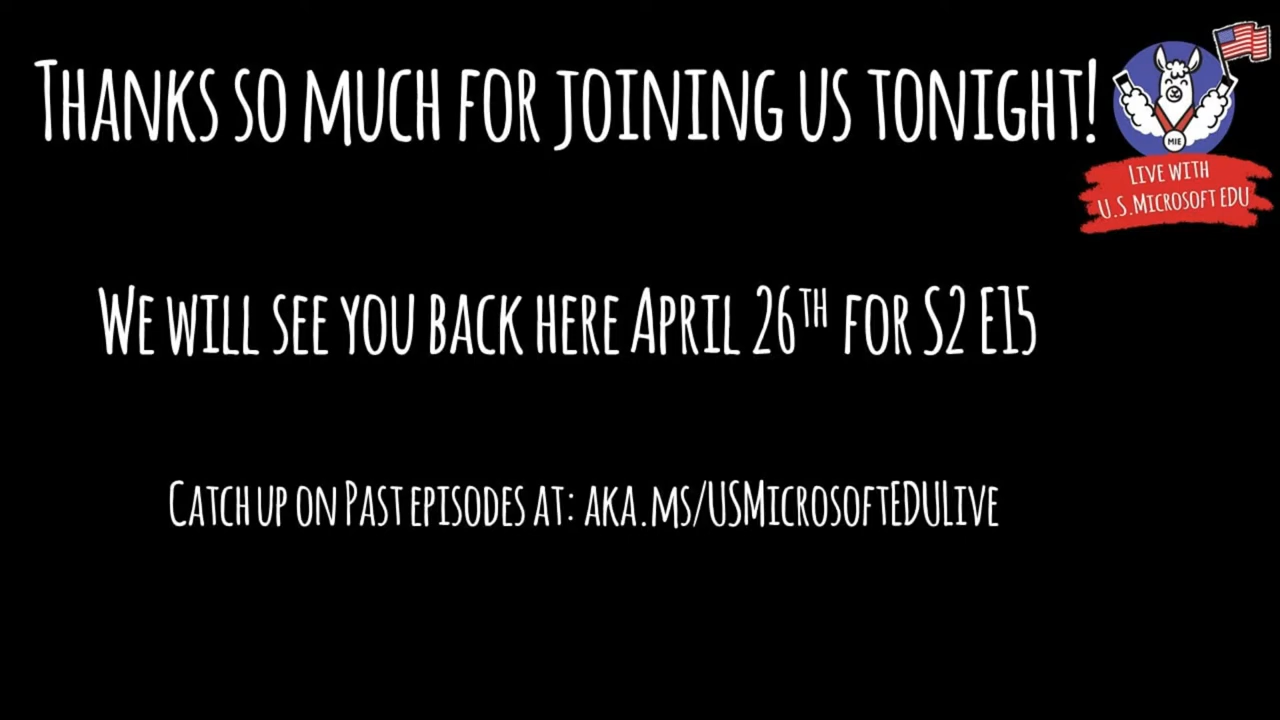 Thanks so much for joining us tonight!
MIE
Live with
U.S.Microsoft EDU
We will see you back here April 26th for S2 E15
Catch up on Past episodes at: aka.ms/USMicrosoftEDULive